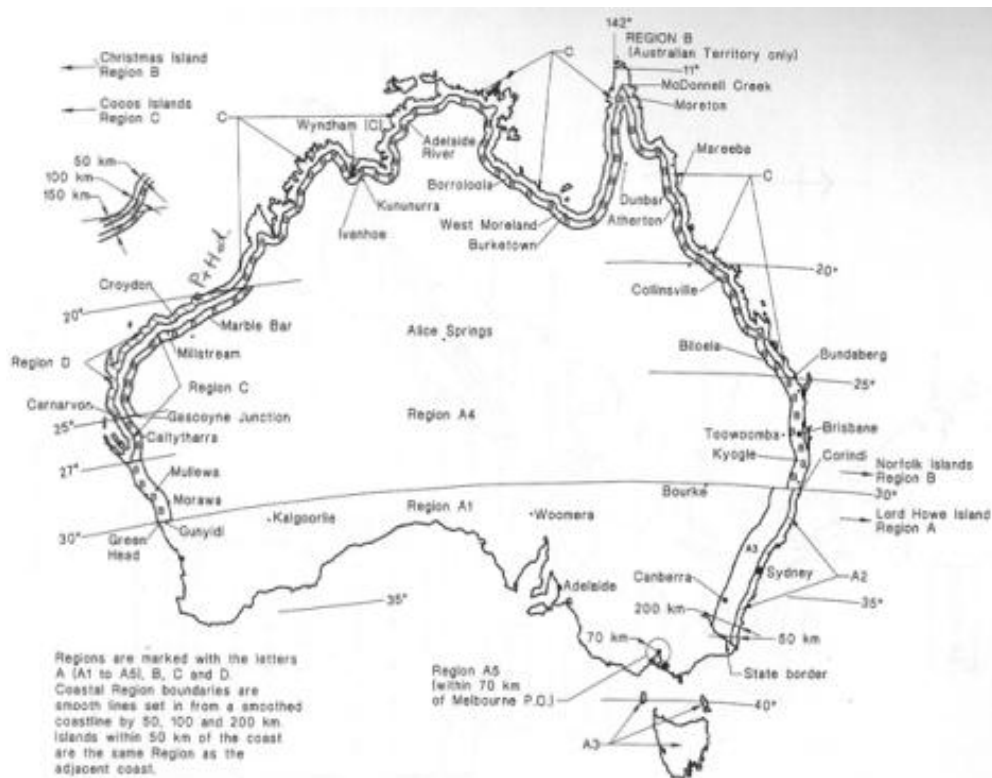 142°
REGION B
(Australian Territory only)
11°
Christmas Island
Region B
Cocos Islands
Region C
C
C
McDonnell Creek
Moreton
Wyndham (C)
Adelaide
River
Mareeba
C
50 km
100 km
150 km
Borroloola
Kununurra
Ivanhoe
West Moreland
Burketown
Dunbar
Atherton
Pt Hed.
20°
Croydon
20°
Collinsville
Marble Bar
Alice Springs
Millstream
Biloela
Bundaberg
Region D
Region C
25°
Carnarvon
Gascoyne Junction
Region A4
25°
Callytharra
Toowoomba
Brisbane
Kyogle
Corindi
27°
Mullewa
Norfolk Islands
Region B
Morawa
Bourke
30°
Region A1
Lord Howe Island
Region A
30°
Gunyidi
Kalgoorlie
Woomera
Green
Head
A3
Sydney
A2
Adelaide
Canberra
35°
35°
200 km
50 km
70 km
State border
Regions are marked with the letters
A (A1 to A5), B, C and D.
Coastal Region boundaries are
smooth lines set in from a smoothed
coastline by 50, 100 and 200 km.
Islands within 50 km of the coast
are the same Region as the
adjacent coast.
Region A5
(within 70 km
of Melbourne P.O.)
40°
A3